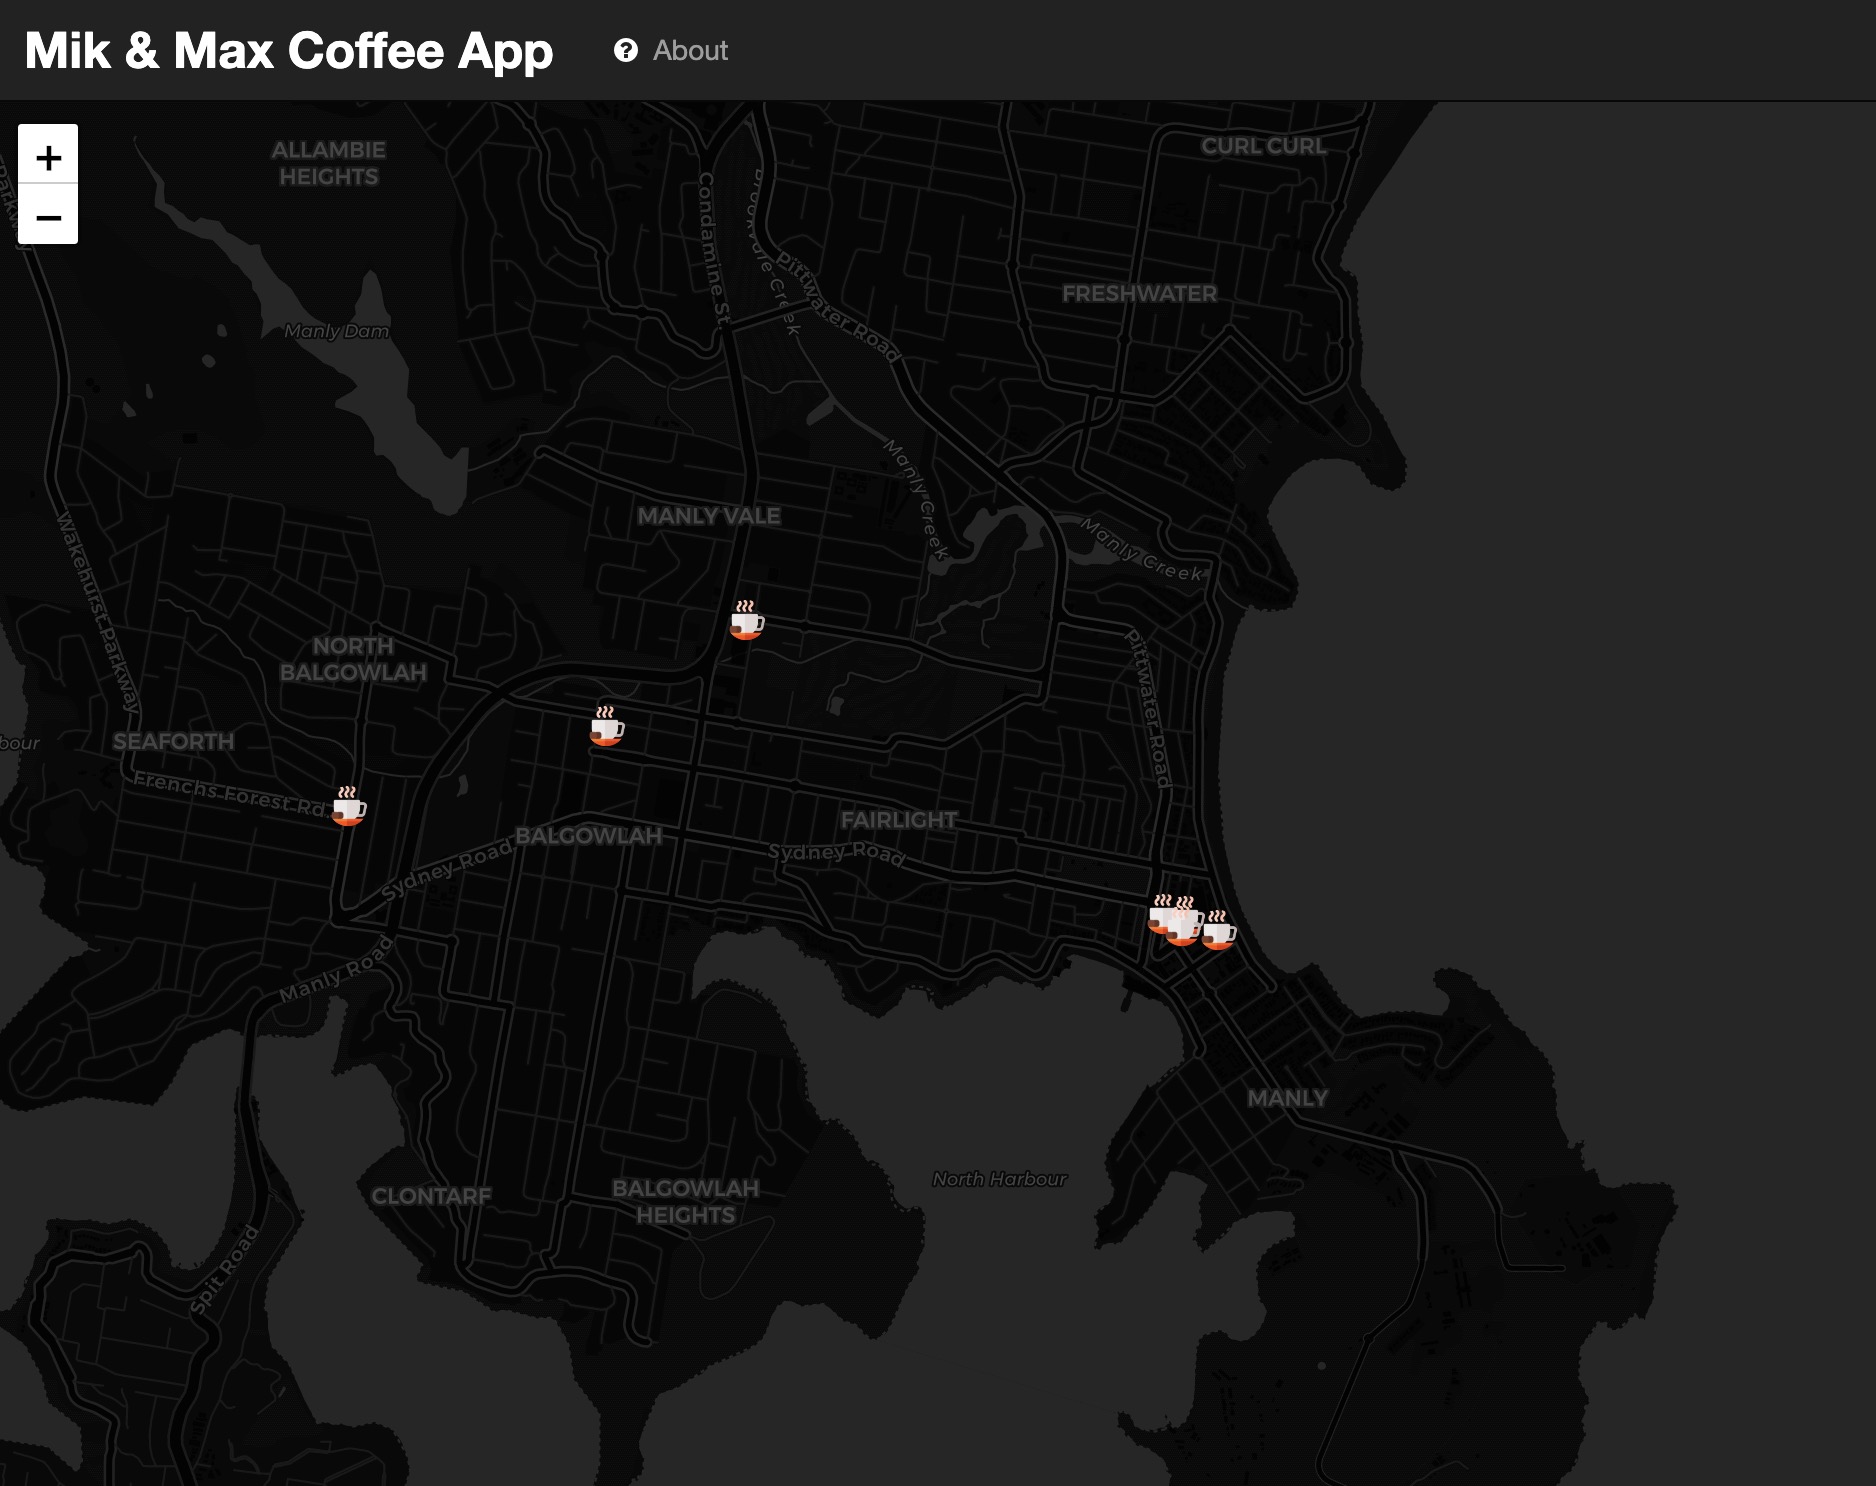 Mik & Max Coffee App
? About
+
−
ALLAMBIE
HEIGHTS
CURL CURL
Condamine St
Brookvale Creek
Pittwater Road
FRESHWATER
Manly Dam
Manly Creek
MANLY VALE
Manly Creek
Wakehurst Parkway
NORTH
BALGOWLAH
Pittwater Road
SEAFORTH
Frenchs Forest Rd
FAIRLIGHT
BALGOWLAH
Sydney Road
Sydney Road
Manly Road
MANLY
North Harbour
CLONTARF
BALGOWLAH
HEIGHTS
Spit Road